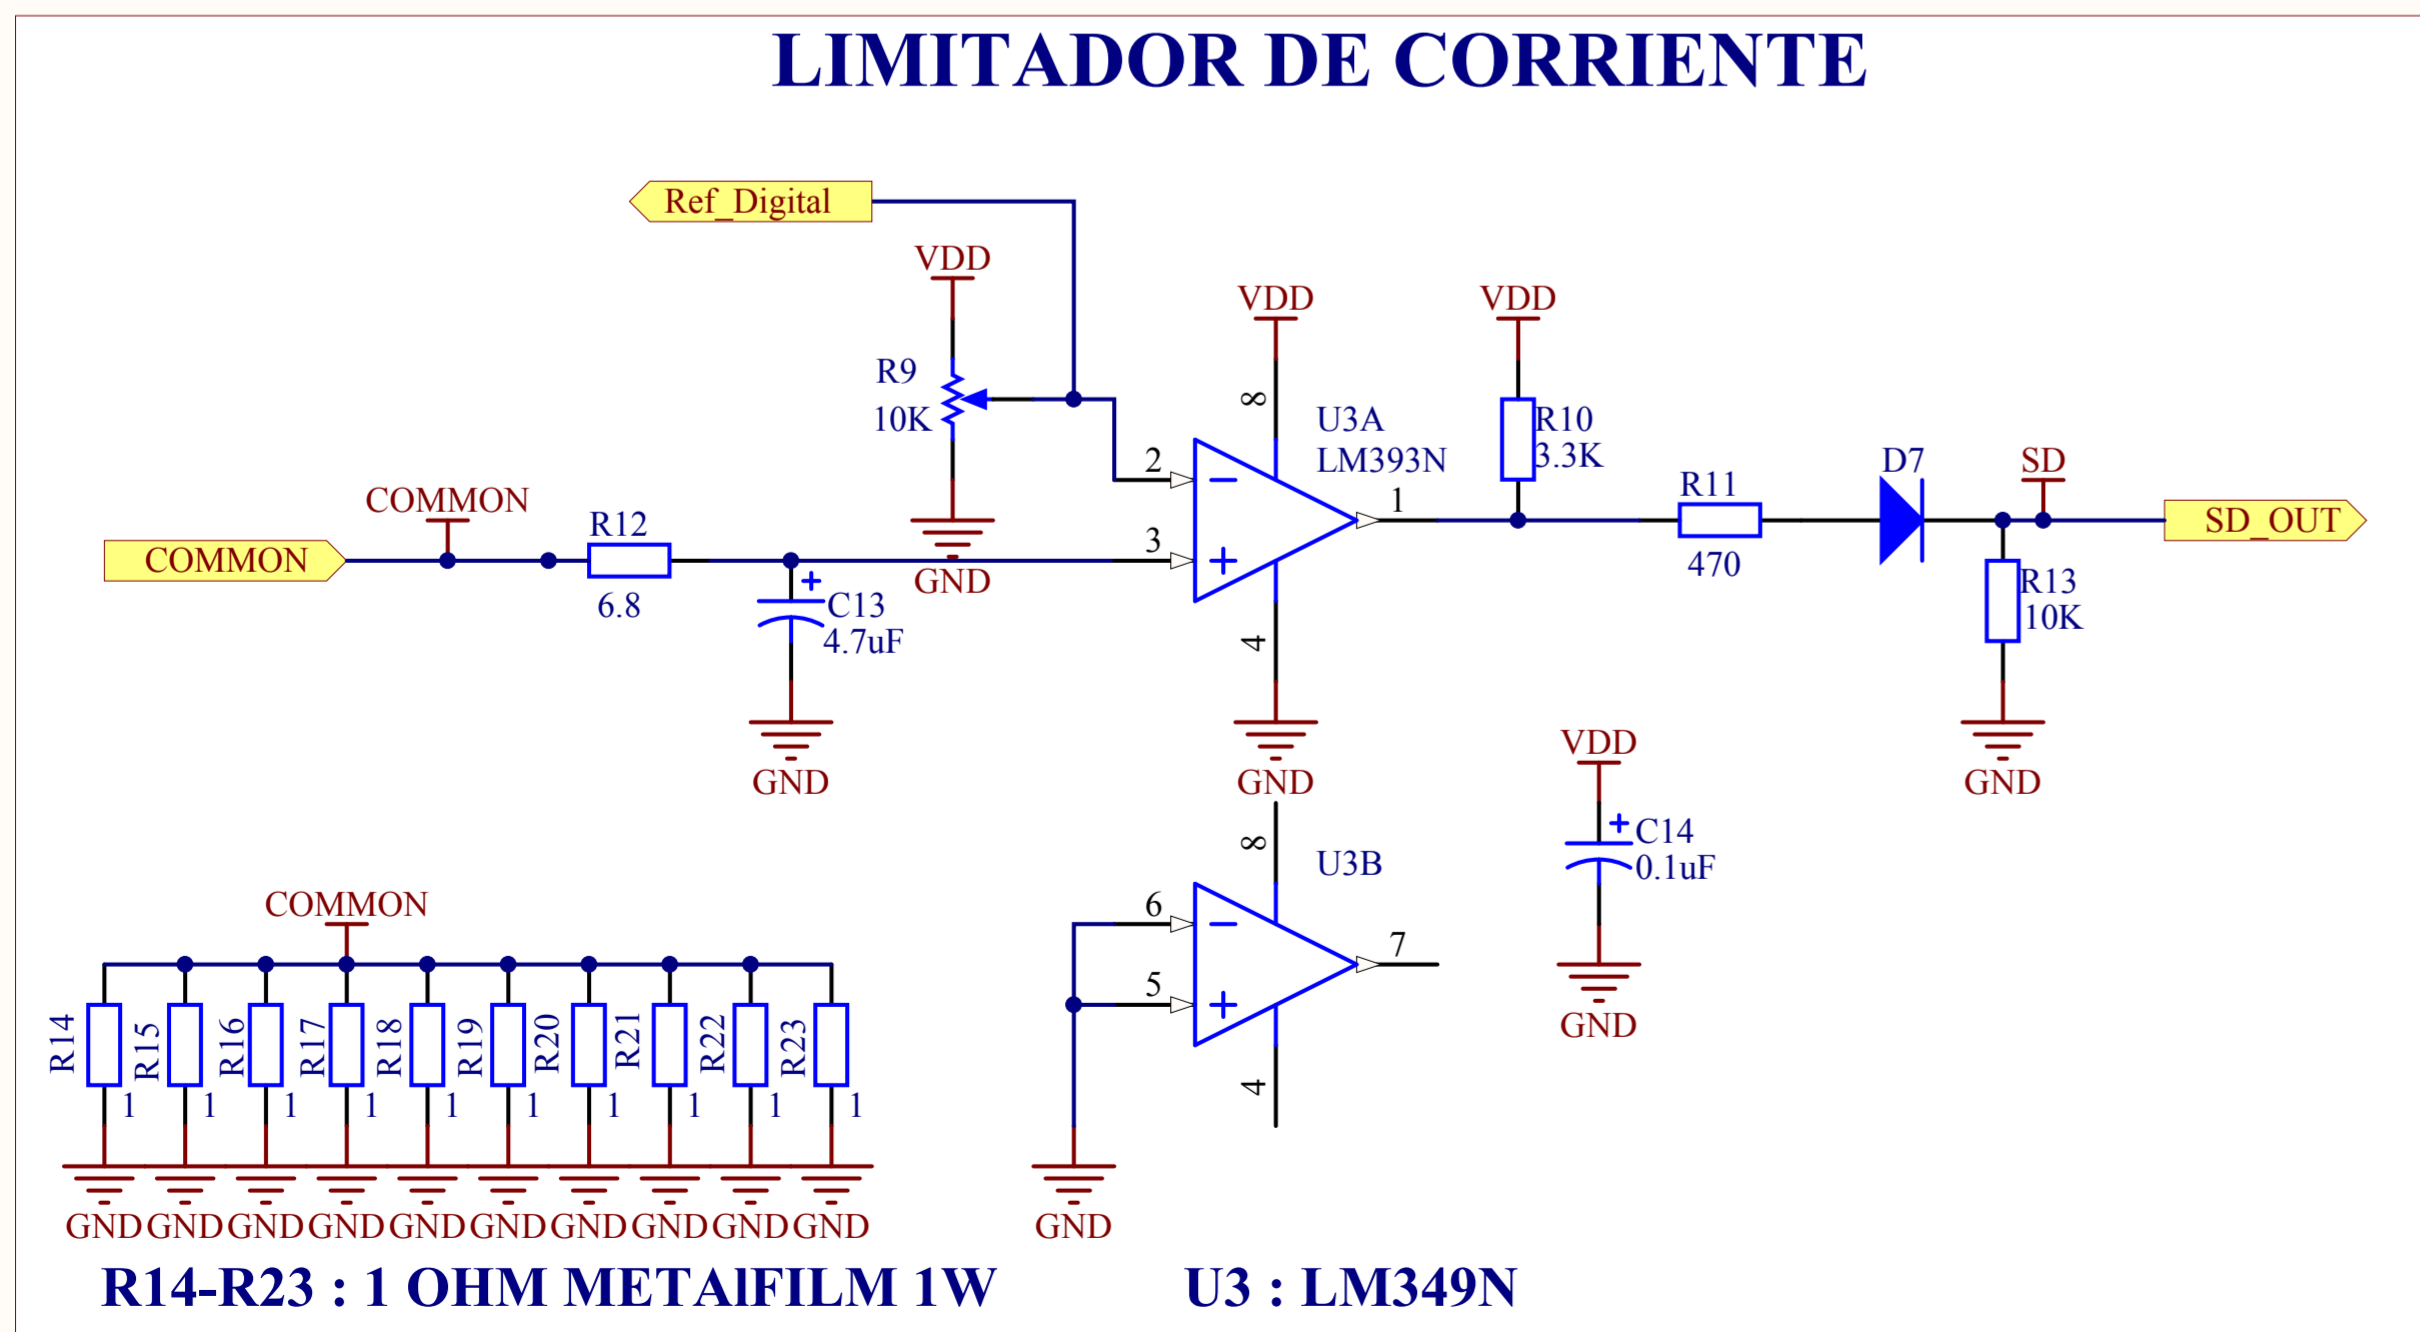 LIMITADOR DE CORRIENTE
Ref_Digital
VDD
R9
10K
GND
VDD
8
U3A
LM393N
2
3
1
4
GND
VDD
R10
3.3K
R11
470
D7
SD
SD_OUT
R13
10K
GND
COMMON
COMMON
R12
6.8
C13
4.7uF
GND
VDD
C14
0.1uF
GND
8
U3B
6
5
7
4
GND
COMMON
R14
R15
R16
R17
R18
R19
R20
R21
R22
R23
1 1 1 1 1 1 1 1 1 1
GND GND GND GND GND GND GND GND GND GND
R14-R23 : 1 OHM METAlFILM 1W
U3 : LM349N